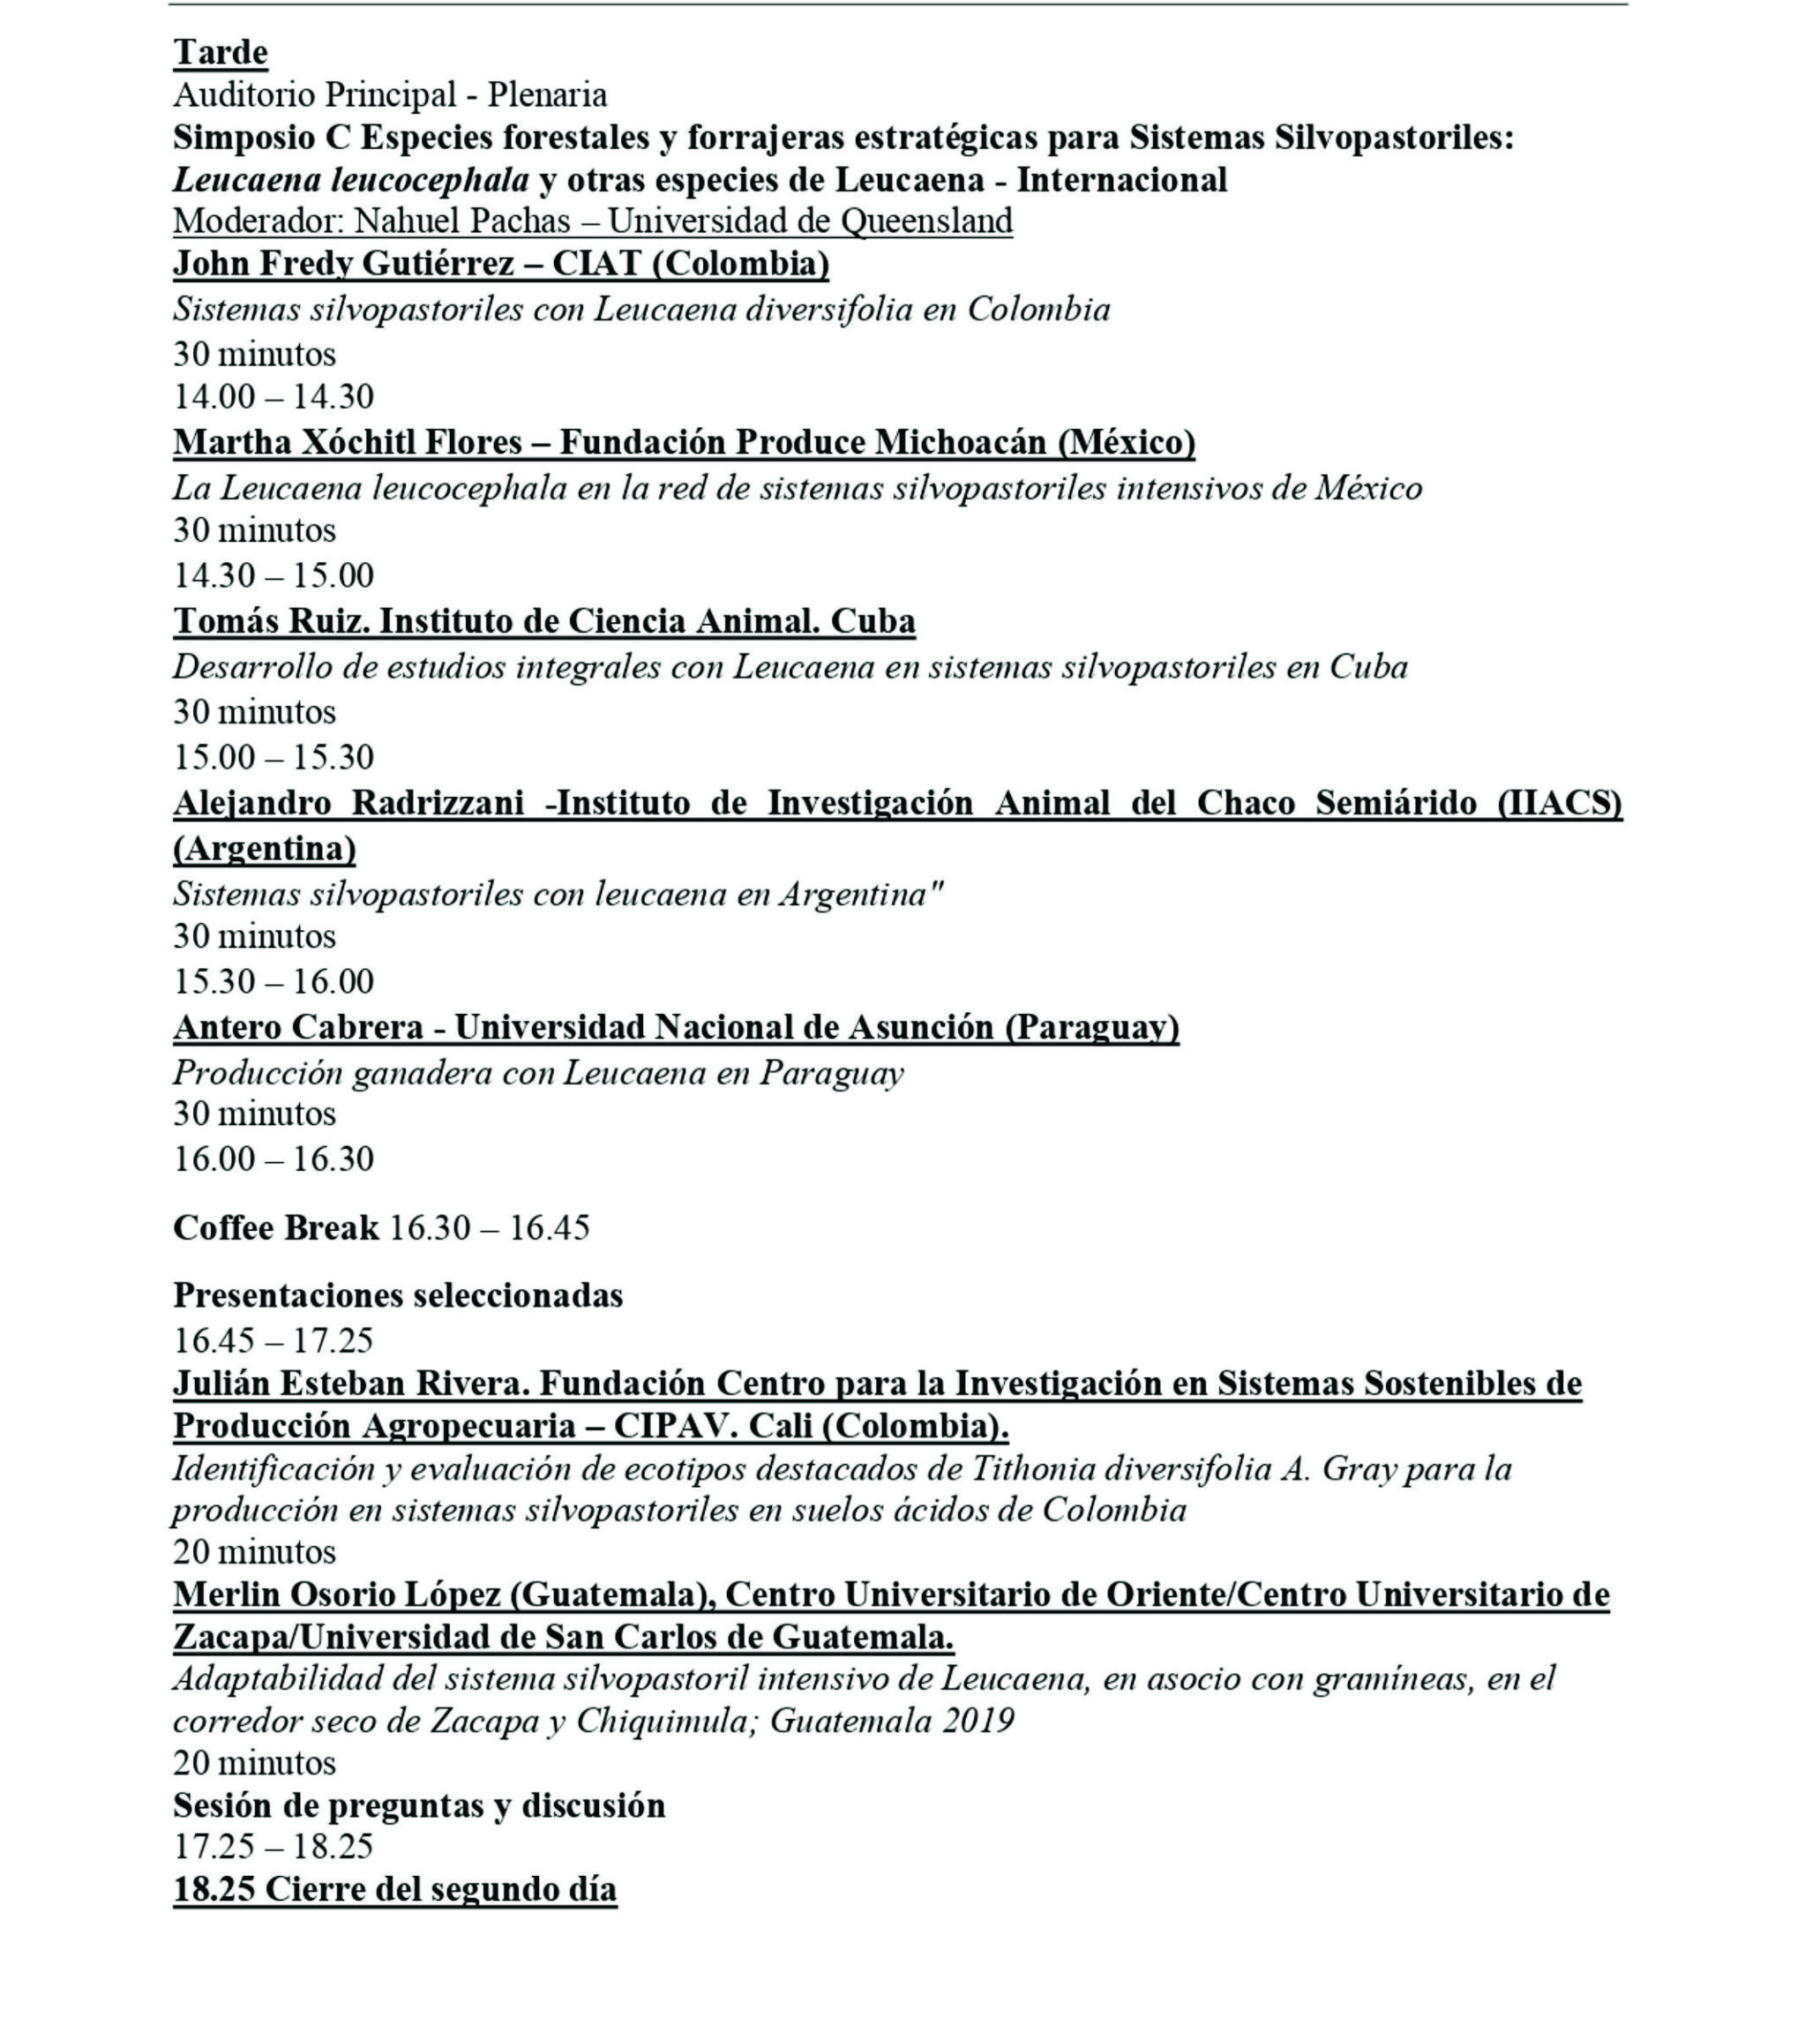 Tarde
Auditorio Principal - Plenaria
Simposio C Especies forestales y forrajeras estratégicas para Sistemas Silvopastoriles:
Leucaena leucocephala y otras especies de Leucaena - Internacional
Moderador: Nahuel Pachas – Universidad de Queensland
John Fredy Gutiérrez – CIAT (Colombia)
Sistemas silvopastoriles con Leucaena diversifolia en Colombia
30 minutos
14.00 – 14.30
Martha Xóchitl Flores – Fundación Produce Michoacán (México)
La Leucaena leucocephala en la red de sistemas silvopastoriles intensivos de México
30 minutos
14.30 – 15.00
Tomás Ruiz. Instituto de Ciencia Animal. Cuba
Desarrollo de estudios integrales con Leucaena en sistemas silvopastoriles en Cuba
30 minutos
15.00 – 15.30
Alejandro Radrizzani -Instituto de Investigación Animal del Chaco Semiárido (IIACS)
(Argentina)
Sistemas silvopastoriles con leucaena en Argentina"
30 minutos
15.30 – 16.00
Antero Cabrera - Universidad Nacional de Asunción (Paraguay)
Producción ganadera con Leucaena en Paraguay
30 minutos
16.00 – 16.30
Coffee Break 16.30 – 16.45
Presentaciones seleccionadas
16.45 – 17.25
Julián Esteban Rivera. Fundación Centro para la Investigación en Sistemas Sostenibles de
Producción Agropecuaria – CIPAV. Cali (Colombia).
Identificación y evaluación de ecotipos destacados de Tithonia diversifolia A. Gray para la
producción en sistemas silvopastoriles en suelos ácidos de Colombia
20 minutos
Merlin Osorio López (Guatemala), Centro Universitario de Oriente/Centro Universitario de
Zacapa/Universidad de San Carlos de Guatemala.
Adaptabilidad del sistema silvopastoril intensivo de Leucaena, en asocio con gramíneas, en el
corredor seco de Zacapa y Chiquimula; Guatemala 2019
20 minutos
Sesión de preguntas y discusión
17.25 – 18.25
18.25 Cierre del segundo día